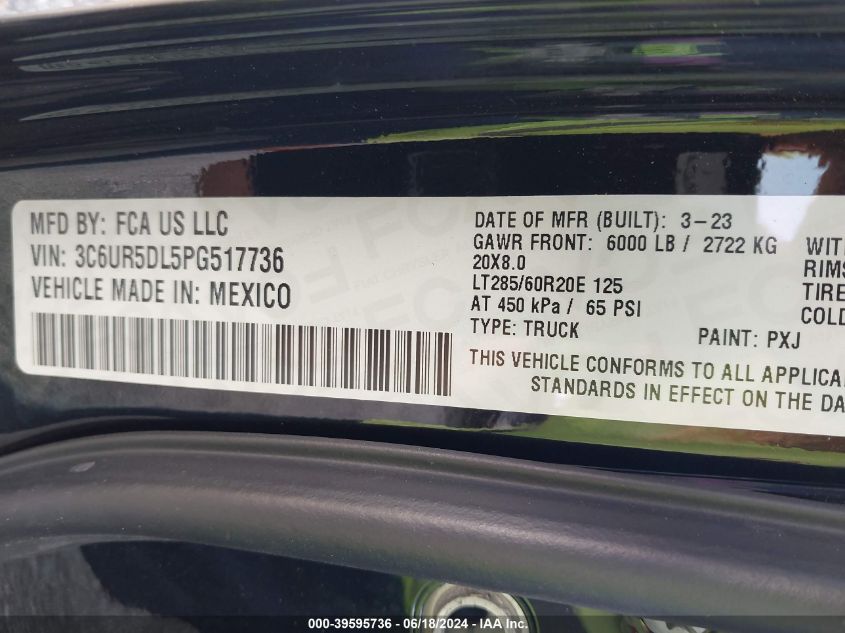 MFD BY: FCA US LLC
VIN: 3C6UR5DL5PG517736
VEHICLE MADE IN: MEXICO
DATE OF MFR (BUILT): 3-23
GAWR FRONT: 6000 LB / 2722 KG
20X8.0
LT285/60R20E 125
AT 450 kPa / 65 PSI
TYPE: TRUCK
PAINT: PXJ
WITH
RIMS
TIRE
COLD
THIS VEHICLE CONFORMS TO ALL APPLICA
STANDARDS IN EFFECT ON THE DA
000-39595736 - 06/18/2024 - IAA Inc.